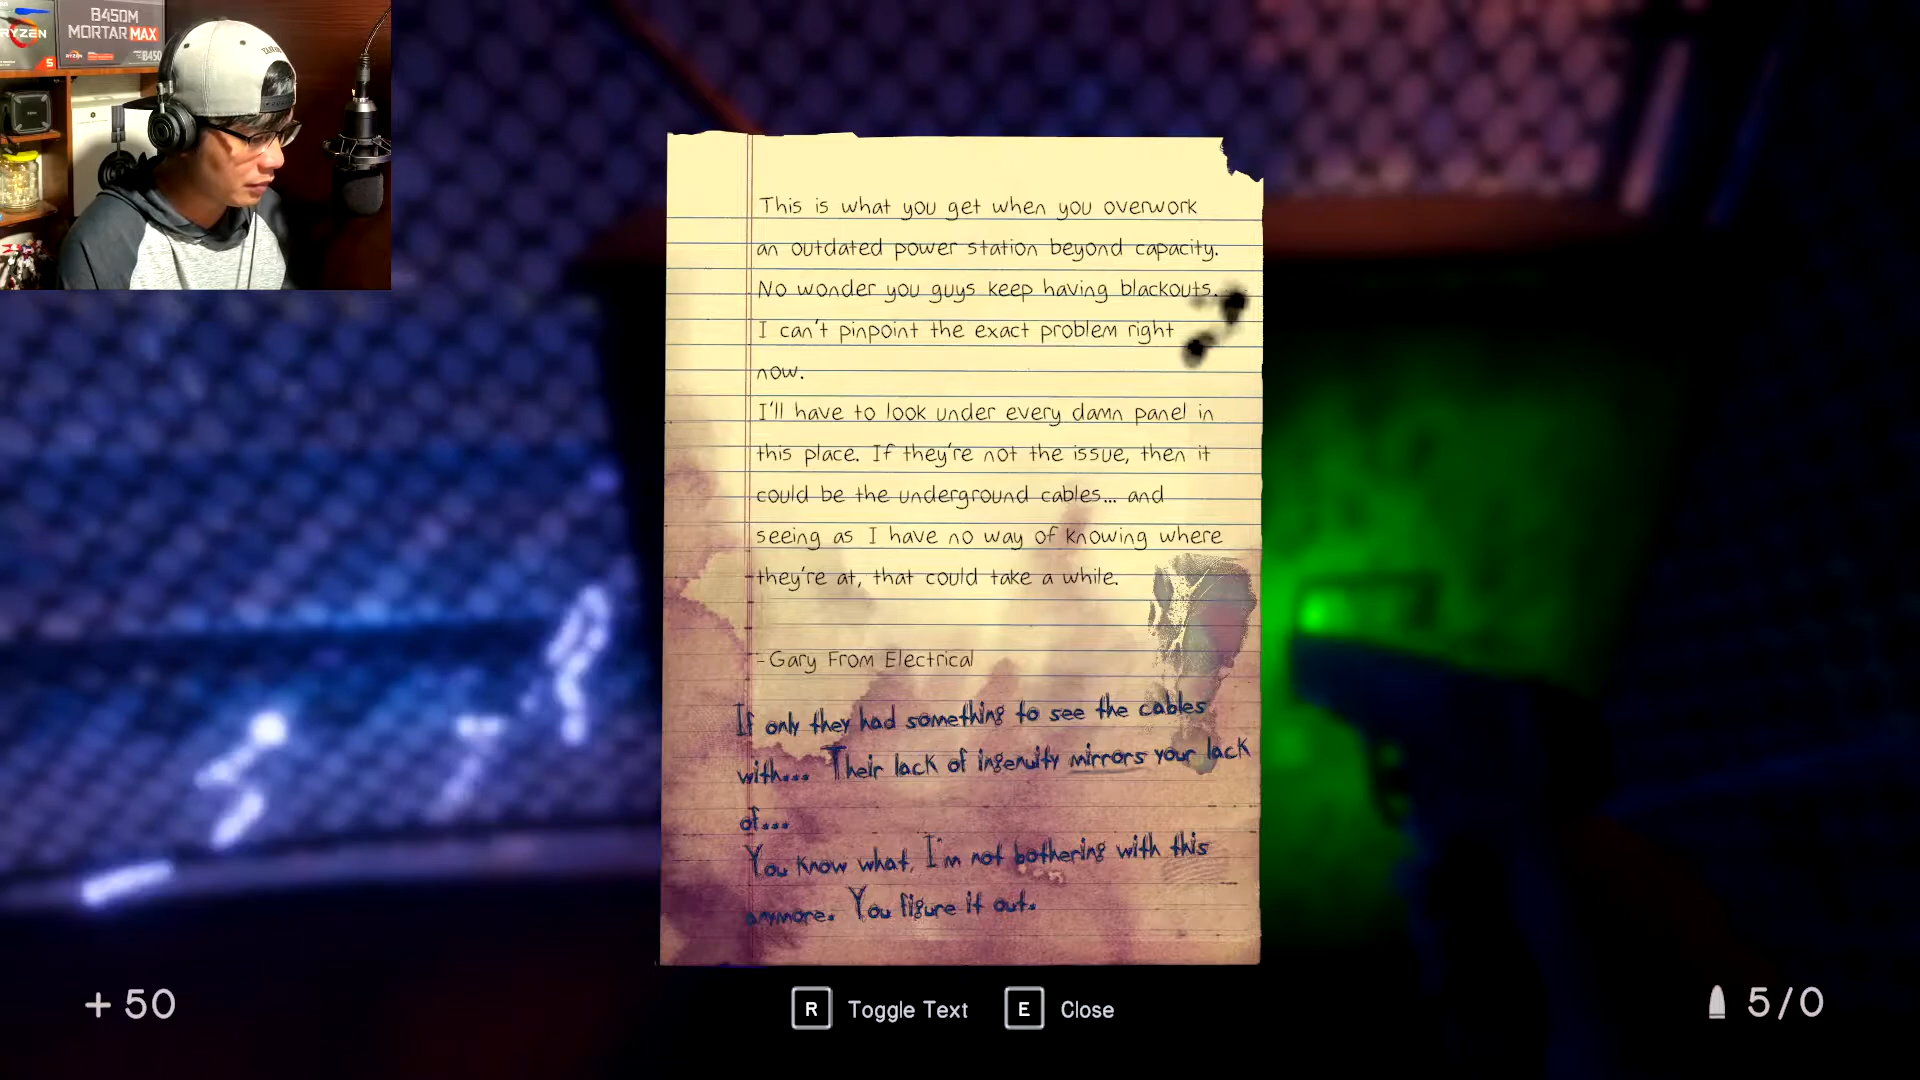 RYZEN
5
B450M
MORTAR MAX
RYZEN
B450
This is what you get when you overwork
an outdated power station beyond capacity.
No wonder you guys keep having blackouts.
I can't pinpoint the exact problem right
now.
I'll have to look under every damn panel in
this place. If they're not the issue, then it
could be the underground cables... and
seeing as I have no way of knowing where
they're at, that could take a while.
-Gary From Electrical
If only they had something to see the cables
with... Their lack of ingenuity mirrors your lack
of...
You know what, I'm not bothering with this
anymore. You figure it out.
+ 50
R Toggle Text E Close
5/0